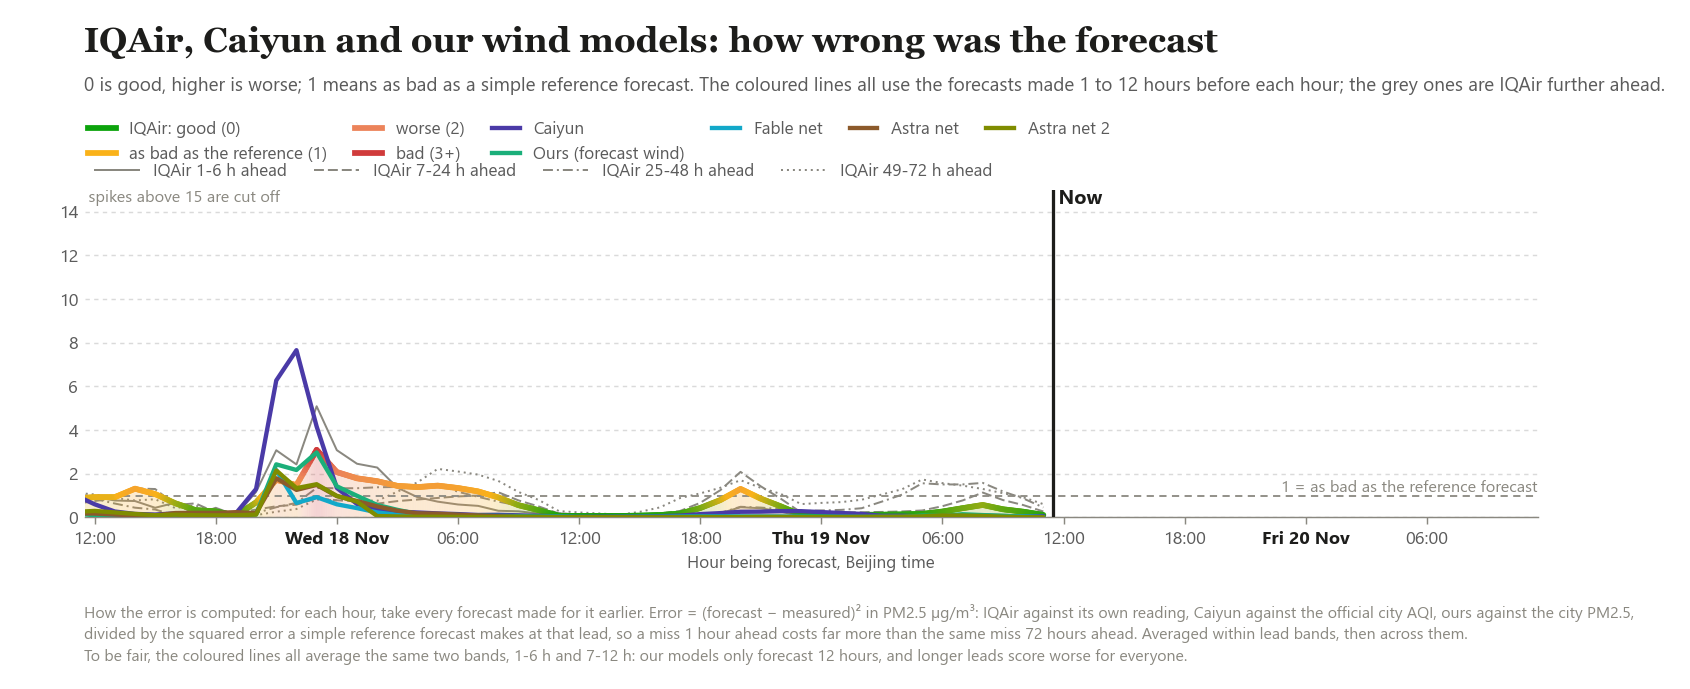 IQAir, Caiyun and our wind models: how wrong was the forecast
0 is good, higher is worse; 1 means as bad as a simple reference forecast. The coloured lines all use the forecasts made 1 to 12 hours before each hour; the grey ones are IQAir further ahead.
IQAir: good (0) worse (2) Caiyun Fable net Astra net Astra net 2
as bad as the reference (1) bad (3+) Ours (forecast wind)
IQAir 1-6 h ahead IQAir 7-24 h ahead IQAir 25-48 h ahead IQAir 49-72 h ahead
spikes above 15 are cut off
Now
14
12
10
8
6
4
2
1 = as bad as the reference forecast
0
12:00 18:00 Wed 18 Nov 06:00 12:00 18:00 Thu 19 Nov 06:00 12:00 18:00 Fri 20 Nov 06:00
Hour being forecast, Beijing time
How the error is computed: for each hour, take every forecast made for it earlier. Error = (forecast − measured)² in PM2.5 µg/m³: IQAir against its own reading, Caiyun against the official city AQI, ours against the city PM2.5,
divided by the squared error a simple reference forecast makes at that lead, so a miss 1 hour ahead costs far more than the same miss 72 hours ahead. Averaged within lead bands, then across them.
To be fair, the coloured lines all average the same two bands, 1-6 h and 7-12 h: our models only forecast 12 hours, and longer leads score worse for everyone.